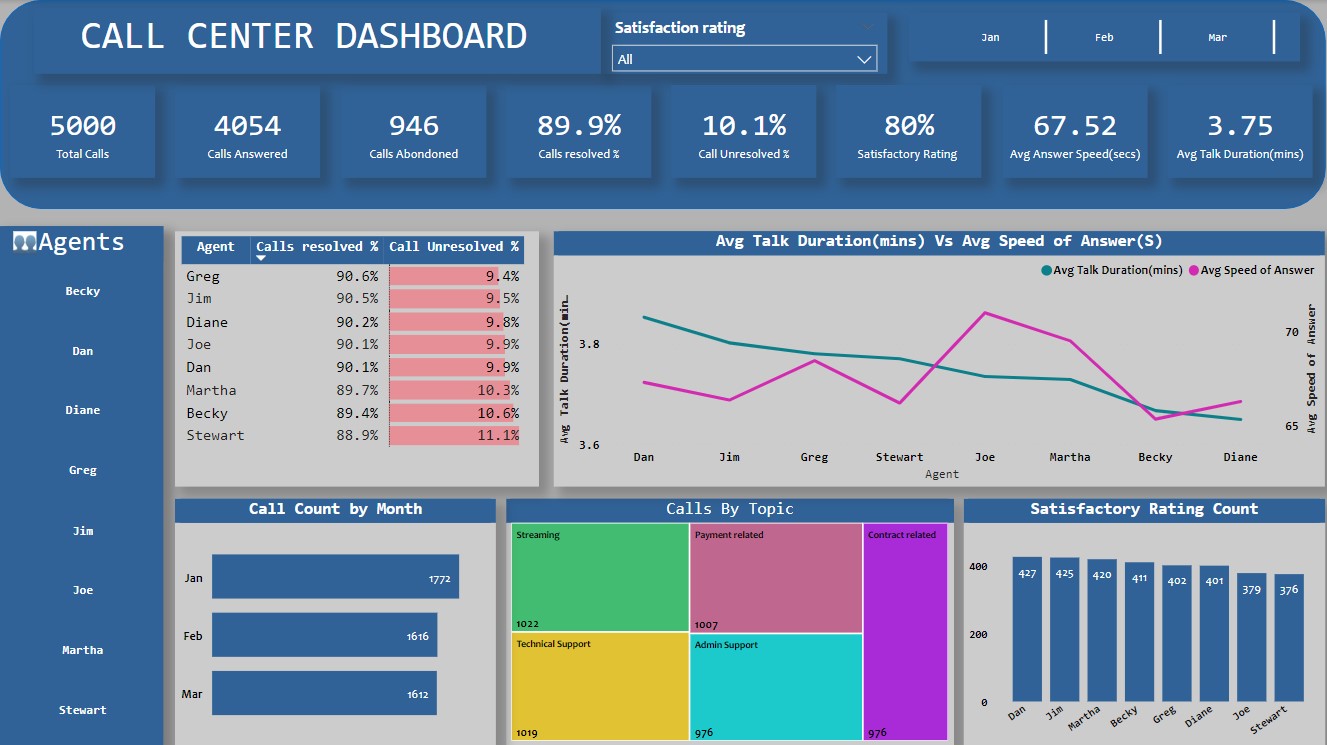 CALL CENTER DASHBOARD
Satisfaction rating
All
Jan
Feb
Mar
5000
Total Calls
4054
Calls Answered
946
Calls Abondoned
89.9%
Calls resolved %
10.1%
Call Unresolved %
80%
Satisfactory Rating
67.52
Avg Answer Speed(secs)
3.75
Avg Talk Duration(mins)
Agents
Becky
Dan
Diane
Greg
Jim
Joe
Martha
Stewart
Agent Calls resolved % Call Unresolved %
Greg 90.6% 9.4%
Jim 90.5% 9.5%
Diane 90.2% 9.8%
Joe 90.1% 9.9%
Dan 90.1% 9.9%
Martha 89.7% 10.3%
Becky 89.4% 10.6%
Stewart 88.9% 11.1%
Avg Talk Duration(mins) Vs Avg Speed of Answer(S)
Avg Talk Duration(mins) Avg Speed of Answer
Avg Talk Duration(min…
3.8
3.6
70
65
Avg Speed of Answer
Dan Jim Greg Stewart Joe Martha Becky Diane
Agent
Call Count by Month
Jan 1772
Feb 1616
Mar 1612
Calls By Topic
Streaming
1022
Payment related
1007
Contract related
976
Technical Support
1019
Admin Support
976
Satisfactory Rating Count
400
200
0
427 425 420 411 402 401 379 376
Dan Jim Martha Becky Greg Diane Joe Stewart